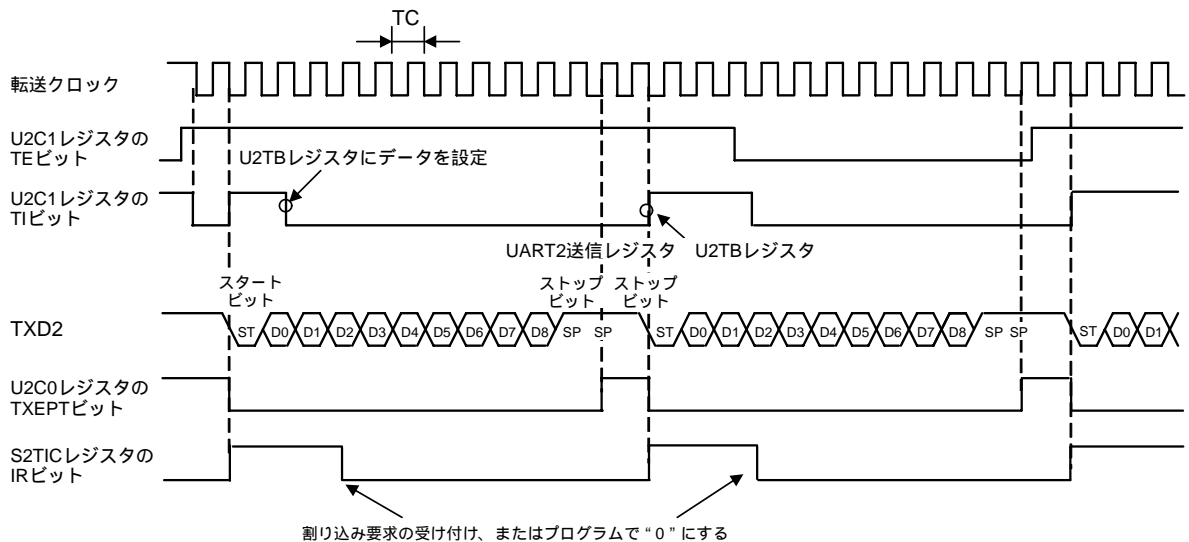 TC
転送クロック
U2C1レジスタの
TEビット
U2TBレジスタにデータを設定
U2C1レジスタの
TIビット
UART2送信レジスタ U2TBレジスタ
スタート
ビット
ストップ
ビット
ストップ
ビット
TXD2
ST D0 D1 D2 D3 D4 D5 D6 D7 D8 SP SP ST D0 D1 D2 D3 D4 D5 D6 D7 D8 SP SP ST D0 D1
U2C0レジスタの
TXEPTビット
S2TICレジスタの
IRビット
割り込み要求の受け付け、またはプログラムで“0”にする